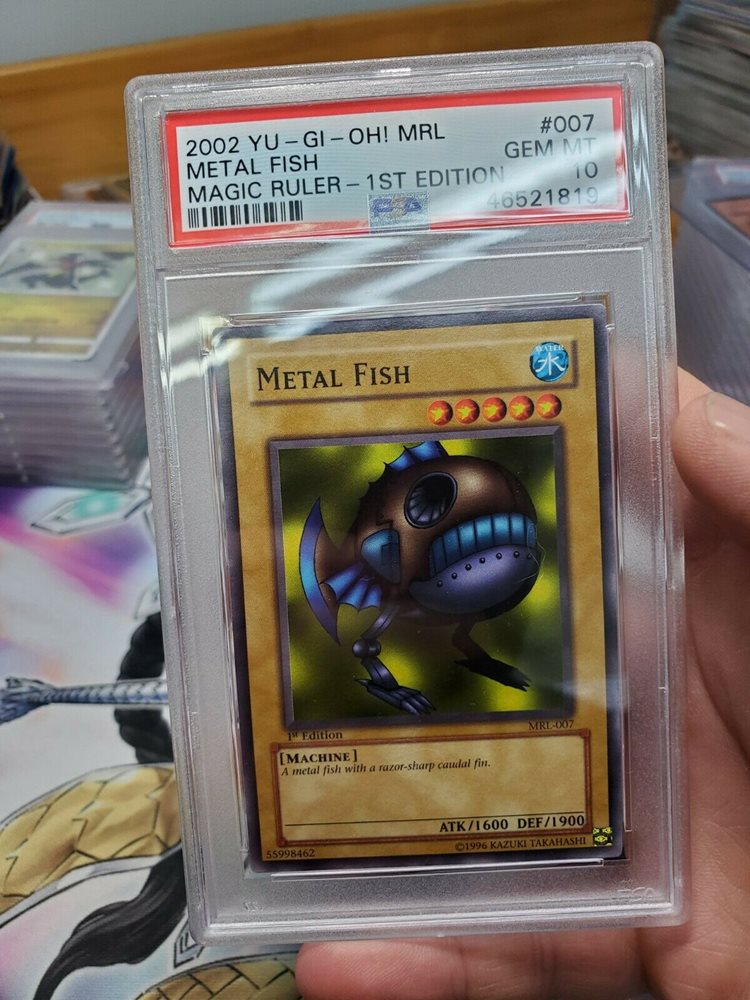 2002 YU-GI-OH! MRL #007
METAL FISH GEM MT
MAGIC RULER-1ST EDITION 10
46521819
METAL FISH
WATER
水
1st Edition MRL-007
[MACHINE]
A metal fish with a razor-sharp caudal fin.
ATK/1600 DEF/1900
55998462 ©1996 KAZUKI TAKAHASHI